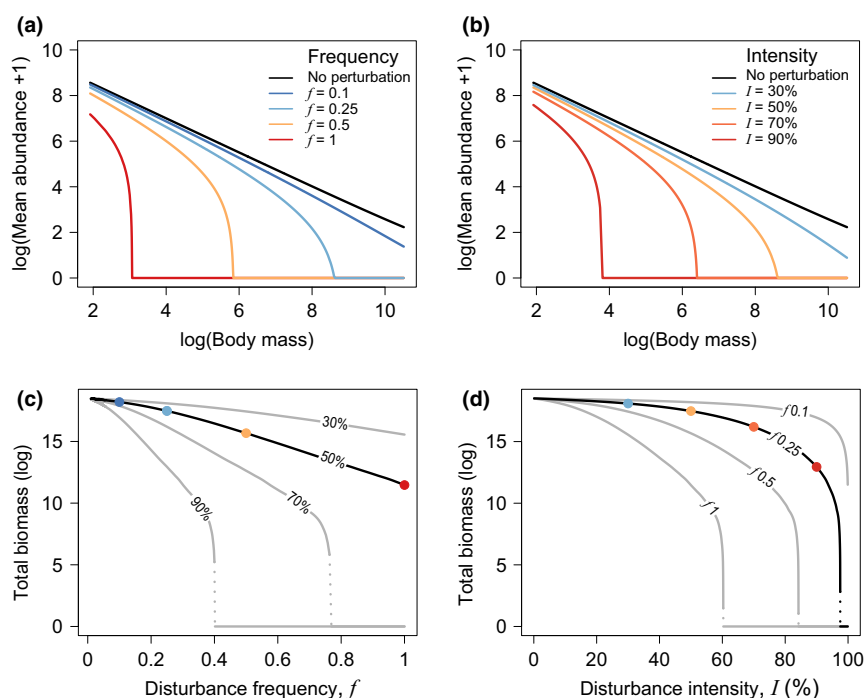 (a)
log(Mean abundance +1)
10
8
6
4
2
0
Frequency
No perturbation
f = 0.1
f = 0.25
f = 0.5
f = 1
2 4 6 8 10
log(Body mass)
(b)
log(Mean abundance +1)
10
8
6
4
2
0
Intensity
No perturbation
I = 30%
I = 50%
I = 70%
I = 90%
2 4 6 8 10
log(Body mass)
(c)
Total biomass (log)
15
10
5
0
30%
50%
70%
90%
0 0.2 0.4 0.6 0.8 1
Disturbance frequency, f
(d)
Total biomass (log)
15
10
5
0
f 0.1
f 0.25
f 0.5
f 1
0 20 40 60 80 100
Disturbance intensity, I (%)